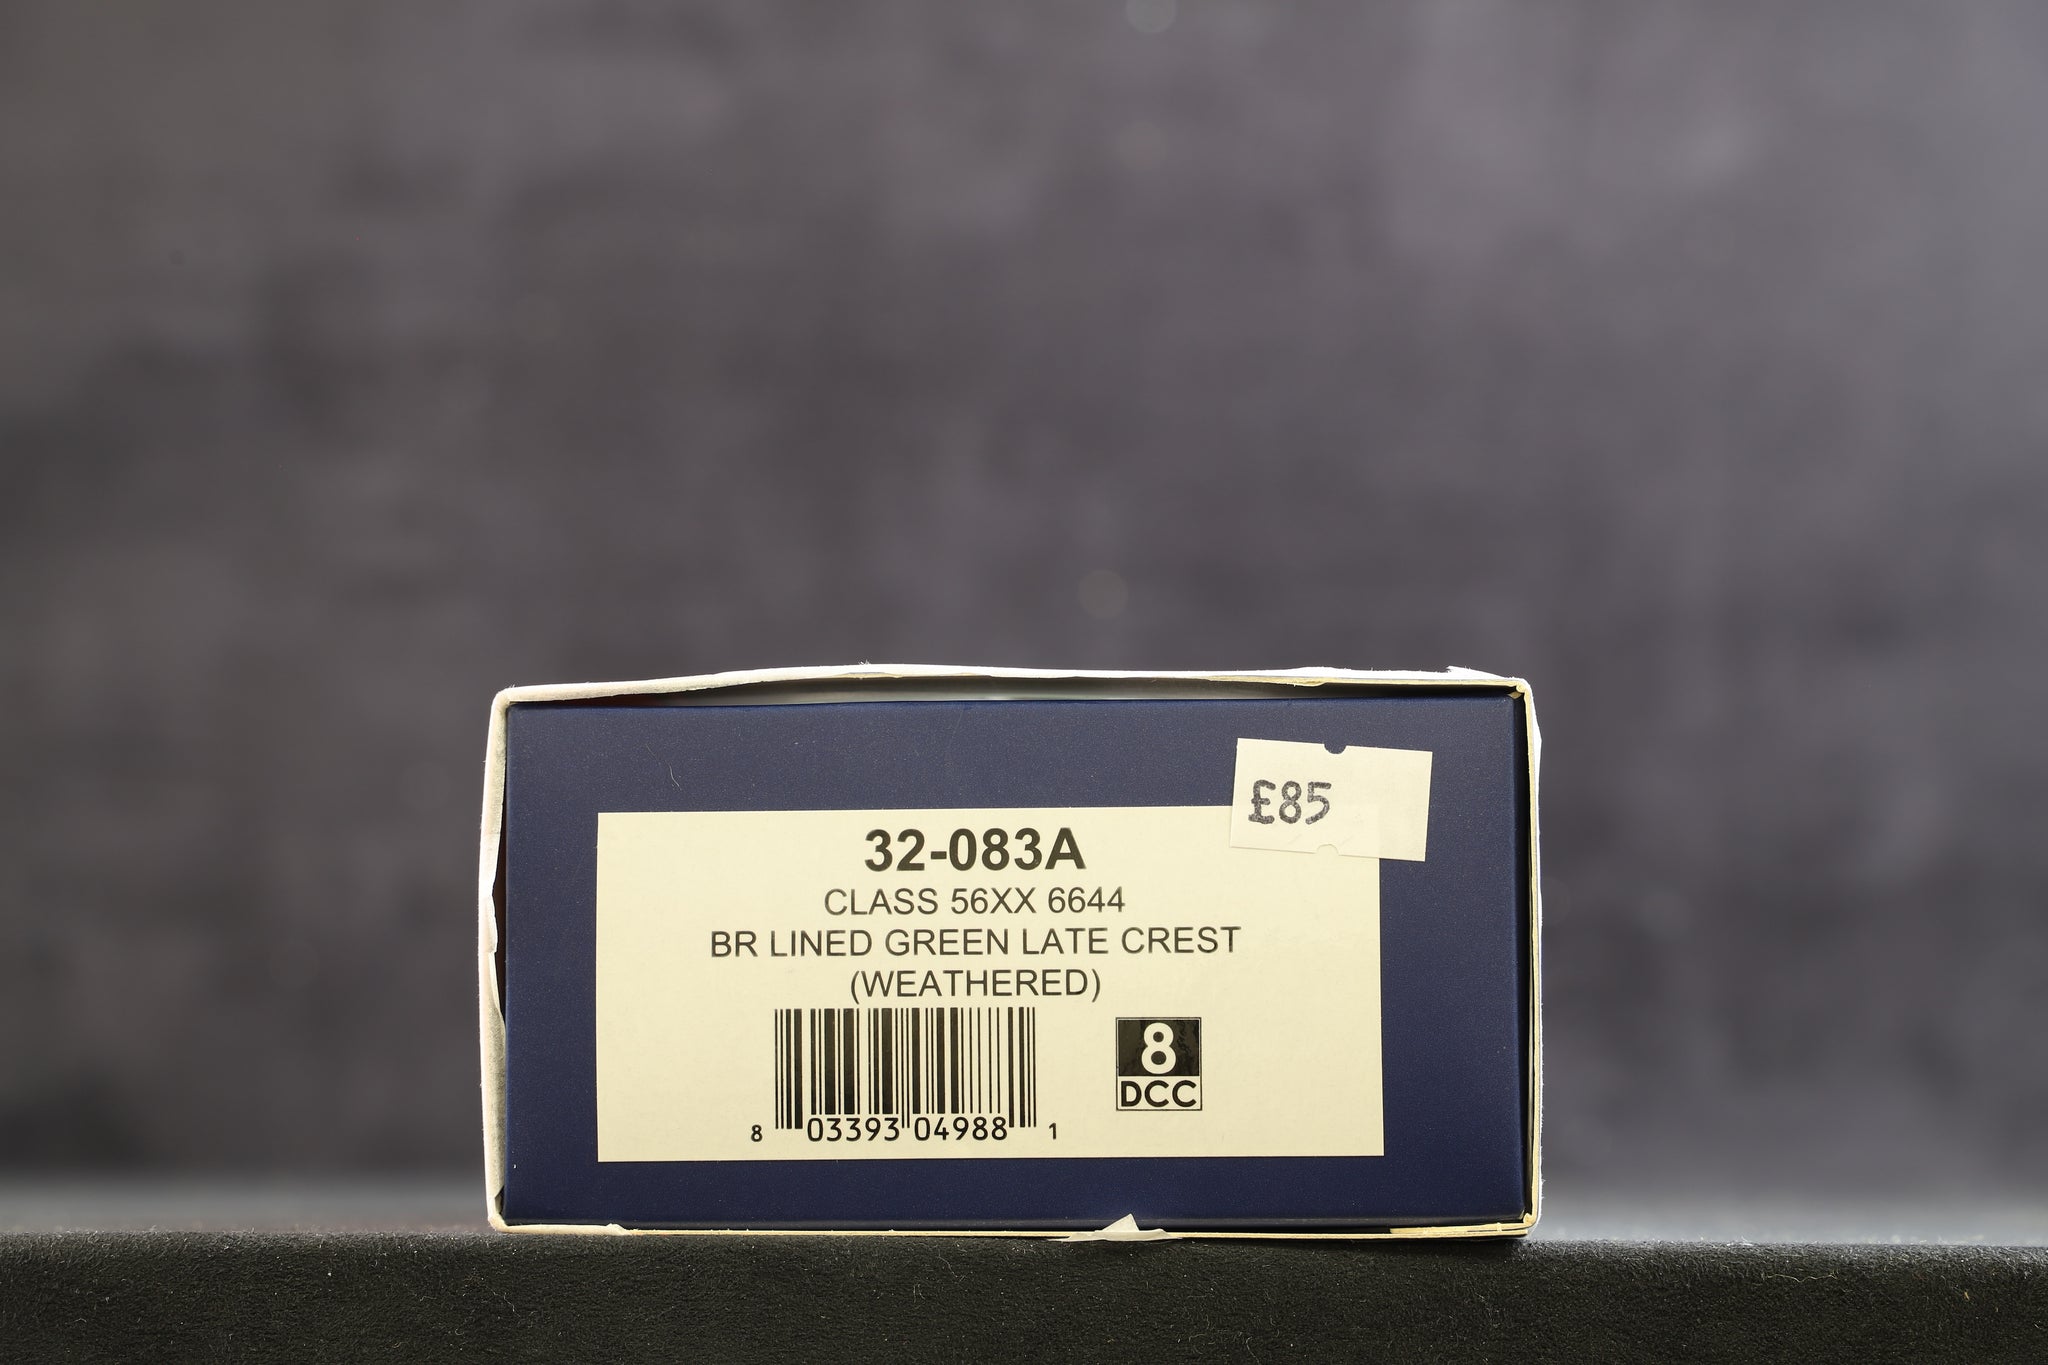 £85
32-083A
CLASS 56XX 6644
BR LINED GREEN LATE CREST
(WEATHERED)
8
DCC
8 03393 04988 1